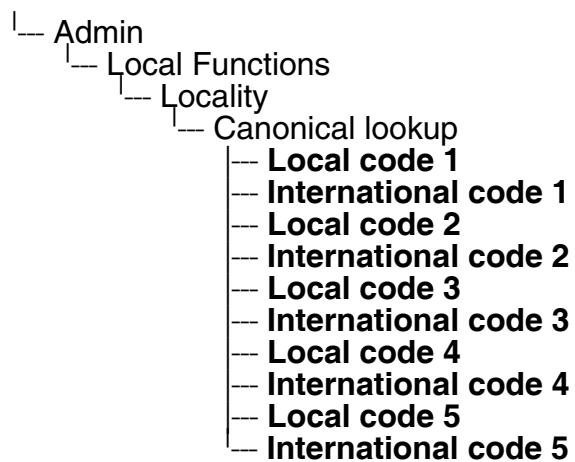 Admin
Local Functions
Locality
Canonical lookup
Local code 1
International code 1
Local code 2
International code 2
Local code 3
International code 3
Local code 4
International code 4
Local code 5
International code 5